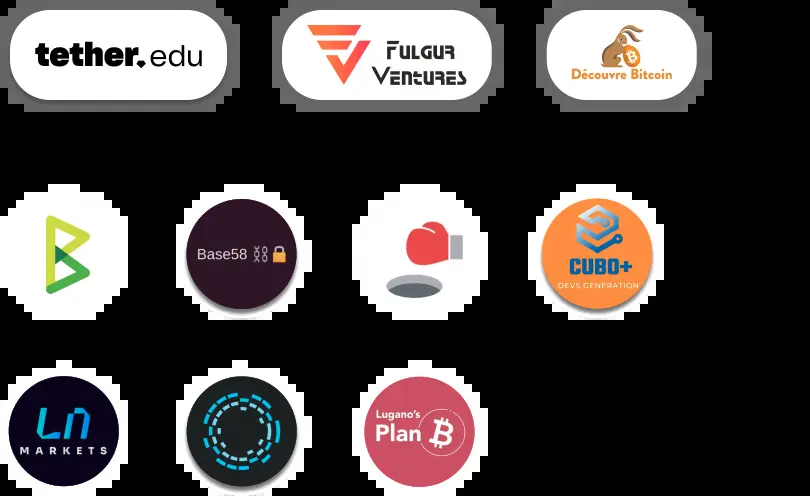 tether.edu
FULGUR
VENTURES
Découvre Bitcoin
Base58
CUBO+
DEVS GENERATION
LN
MARKETS
Lugano's
Plan ₿